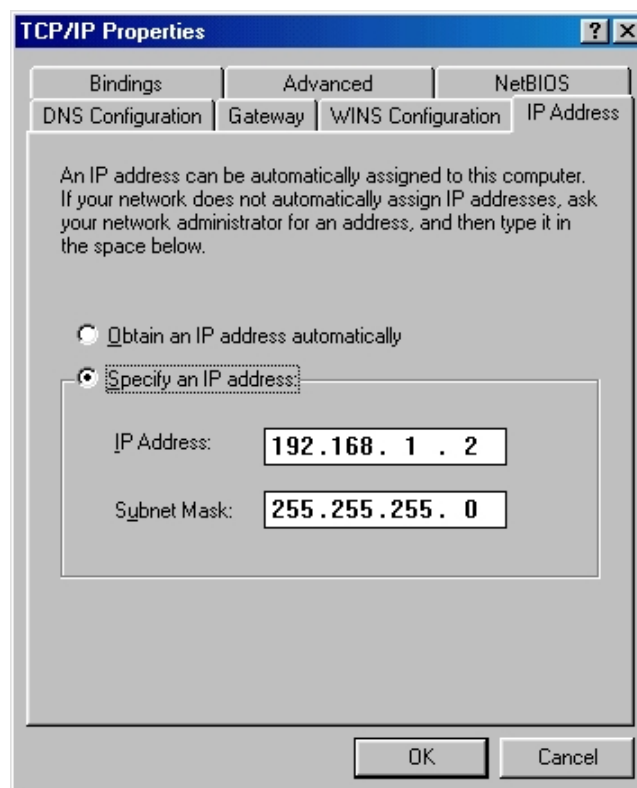 TCP/IP Properties
? X
Bindings Advanced NetBIOS
DNS Configuration Gateway WINS Configuration IP Address
An IP address can be automatically assigned to this computer.
If your network does not automatically assign IP addresses, ask
your network administrator for an address, and then type it in
the space below.
Obtain an IP address automatically
Specify an IP address:
IP Address: 192.168. 1 . 2
Subnet Mask: 255.255.255. 0
OK Cancel